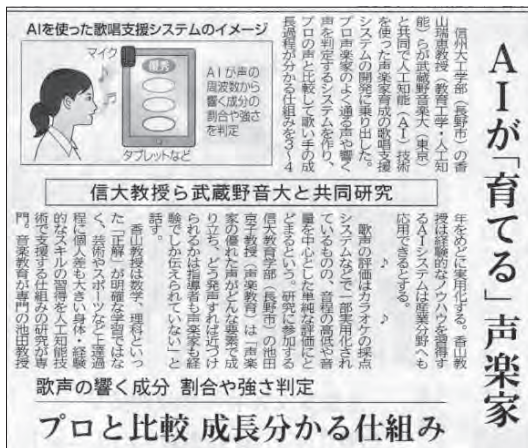 AIが「育てる」声楽家
AIを使った歌唱支援システムのイメージ
マイク
結果
AIが声の
周波数から
響く成分の
割合や強さ
を判定
タブレットなど
信州大工学部（長野市）の香
山瑞恵教授（教育工学・人工知
能）らが武蔵野音楽大（東京）
と共同で人工知能（AI）技術
を使った声楽家育成の歌唱支援
システムの開発に乗り出した。
プロ声楽家のよく通る声や響く
声を判定するシステムを作り、
プロの声と比較して歌い手の成
長過程が分かる仕組みを3～4
信大教授ら武蔵野音大と共同研究
年をめどに実用化する。香山教
授は経験的なノウハウを習得す
るAIシステムは産業分野へも
応用できるとする。
♪　♪
歌声の評価はカラオケの採点
システムなどで一部実用化され
ているものの、音程の高低や音
量を中心とした単純な評価にと
どまるという。研究に参加する
信大教育学部（長野市）の池田
京子教授（声楽教育）は「声楽
家の優れた声がどんな要素で成
り立ち、どう発声すれば近づけ
られるかは指導者も声楽家も経
験でしか伝えられていない」と
話す。
香山教授は数学、理科といっ
た「正解」が明確な学習ではな
く、芸術やスポーツなど上達過
程に個人差も大きい身体・経験
的なスキルの習得を人工知能技
術で支援する仕組みの研究が専
門。音楽教育が専門の池田教授
歌声の響く成分 割合や強さ判定
プロと比較 成長分かる仕組み